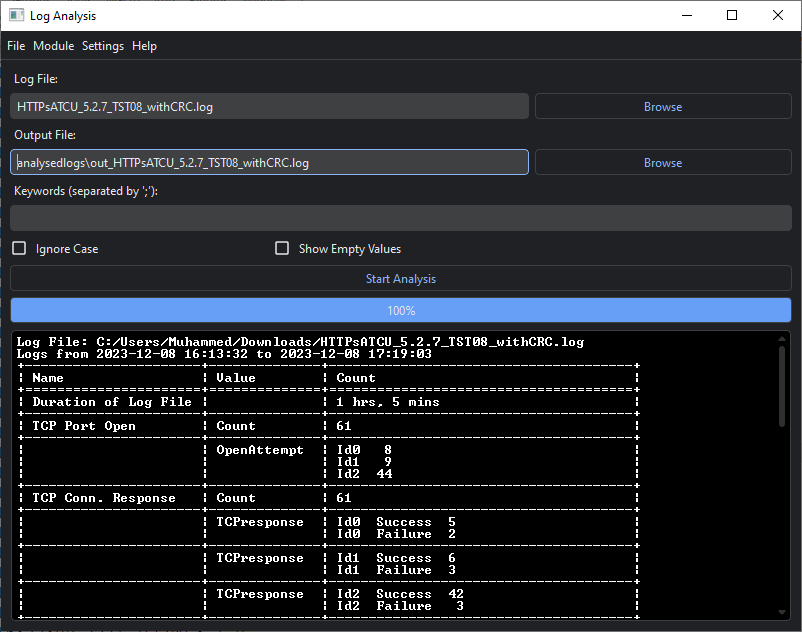 Log Analysis
File Module Settings Help
Log File:
HTTPsATCU_5.2.7_TST08_withCRC.log Browse
Output File:
analysedlogs\out_HTTPsATCU_5.2.7_TST08_withCRC.log Browse
Keywords (separated by ';'):
Ignore Case Show Empty Values
Start Analysis
100%
Log File: C:/Users/Muhammed/Downloads/HTTPsATCU_5.2.7_TST08_withCRC.log
Logs from 2023-12-08 16:13:32 to 2023-12-08 17:19:03
Name Value Count
Duration of Log File 1 hrs, 5 mins
TCP Port Open Count 61
OpenAttempt Id0 8
Id1 9
Id2 44
TCP Conn. Response Count 61
TCPresponse Id0 Success 5
Id0 Failure 2
TCPresponse Id1 Success 6
Id1 Failure 3
TCPresponse Id2 Success 42
Id2 Failure 3